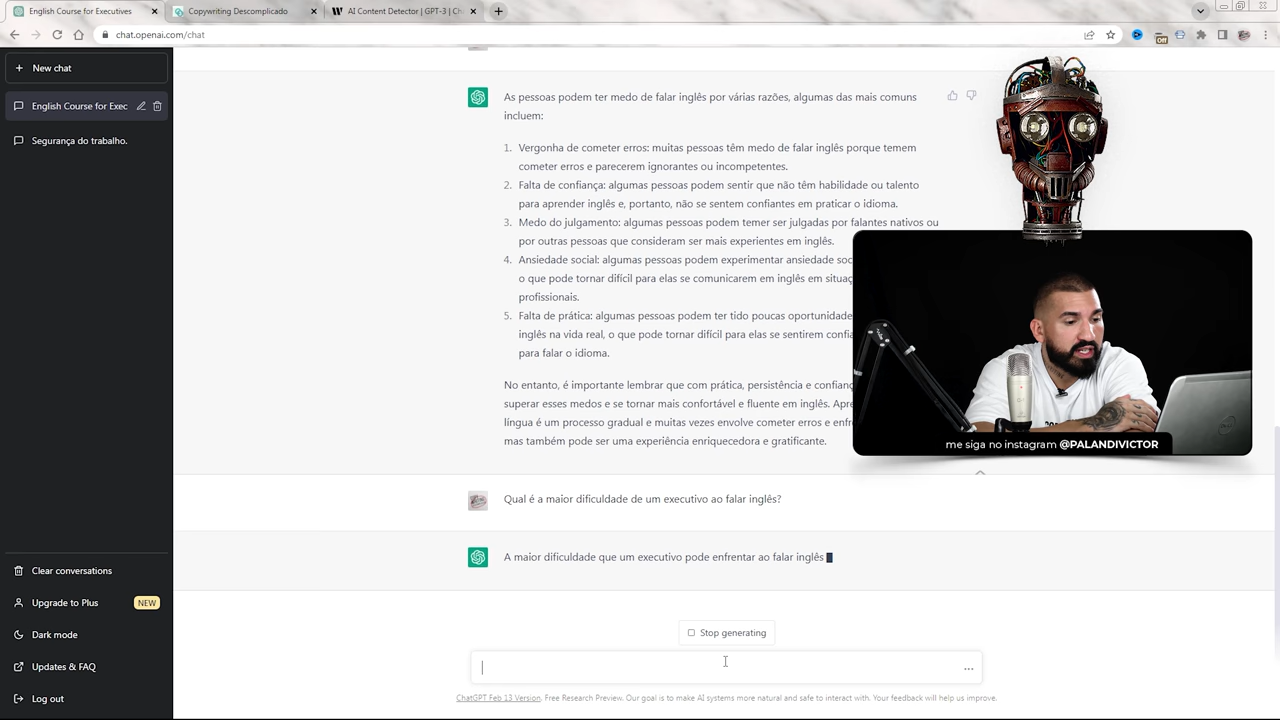 English Course for Executives
Copywriting Descomplicado
AI Content Detector | GPT-3 | Ch
chat.openai.com/chat
Off
New chat
English Course for Exec
Segurança do trabalho.
As pessoas podem ter medo de falar inglês por várias razões, algumas das mais comuns
incluem:
1. Vergonha de cometer erros: muitas pessoas têm medo de falar inglês porque temem
cometer erros e parecerem ignorantes ou incompetentes.
2. Falta de confiança: algumas pessoas podem sentir que não têm habilidade ou talento
para aprender inglês e, portanto, não se sentem confiantes em praticar o idioma.
3. Medo do julgamento: algumas pessoas podem temer ser julgadas por falantes nativos ou
por outras pessoas que consideram ser mais experientes em inglês.
4. Ansiedade social: algumas pessoas podem experimentar ansiedade soc
o que pode tornar difícil para elas se comunicarem em inglês em situaç
profissionais.
5. Falta de prática: algumas pessoas podem ter tido poucas oportunidade
inglês na vida real, o que pode tornar difícil para elas se sentirem confia
para falar o idioma.
No entanto, é importante lembrar que com prática, persistência e confianç
superar esses medos e se tornar mais confortável e fluente em inglês. Apre
língua é um processo gradual e muitas vezes envolve cometer erros e enfr
mas também pode ser uma experiência enriquecedora e gratificante.
me siga no instagram @PALANDIVICTOR
Qual é a maior dificuldade de um executivo ao falar inglês?
A maior dificuldade que um executivo pode enfrentar ao falar inglês
Clear conversations
Upgrade to Plus NEW
Dark mode
Updates & FAQ
Log out
Stop generating
ChatGPT Feb 13 Version. Free Research Preview. Our goal is to make AI systems more natural and safe to interact with. Your feedback will help us improve.